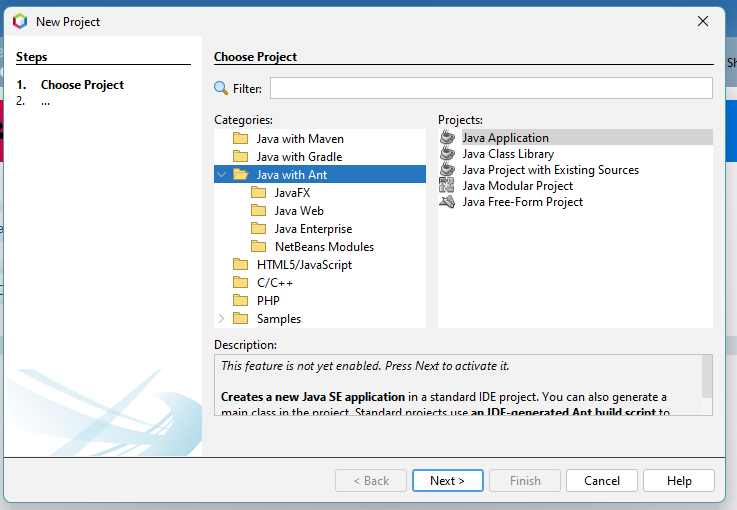 New Project
Steps
1. Choose Project
2. ...
Choose Project
Filter:
Categories:
Java with Maven
Java with Gradle
Java with Ant
JavaFX
Java Web
Java Enterprise
NetBeans Modules
HTML5/JavaScript
C/C++
PHP
Samples
Projects:
Java Application
Java Class Library
Java Project with Existing Sources
Java Modular Project
Java Free-Form Project
Description:
This feature is not yet enabled. Press Next to activate it.
Creates a new Java SE application in a standard IDE project. You can also generate a
main class in the project. Standard projects use an IDE-generated Ant build script to
< Back
Next >
Finish
Cancel
Help